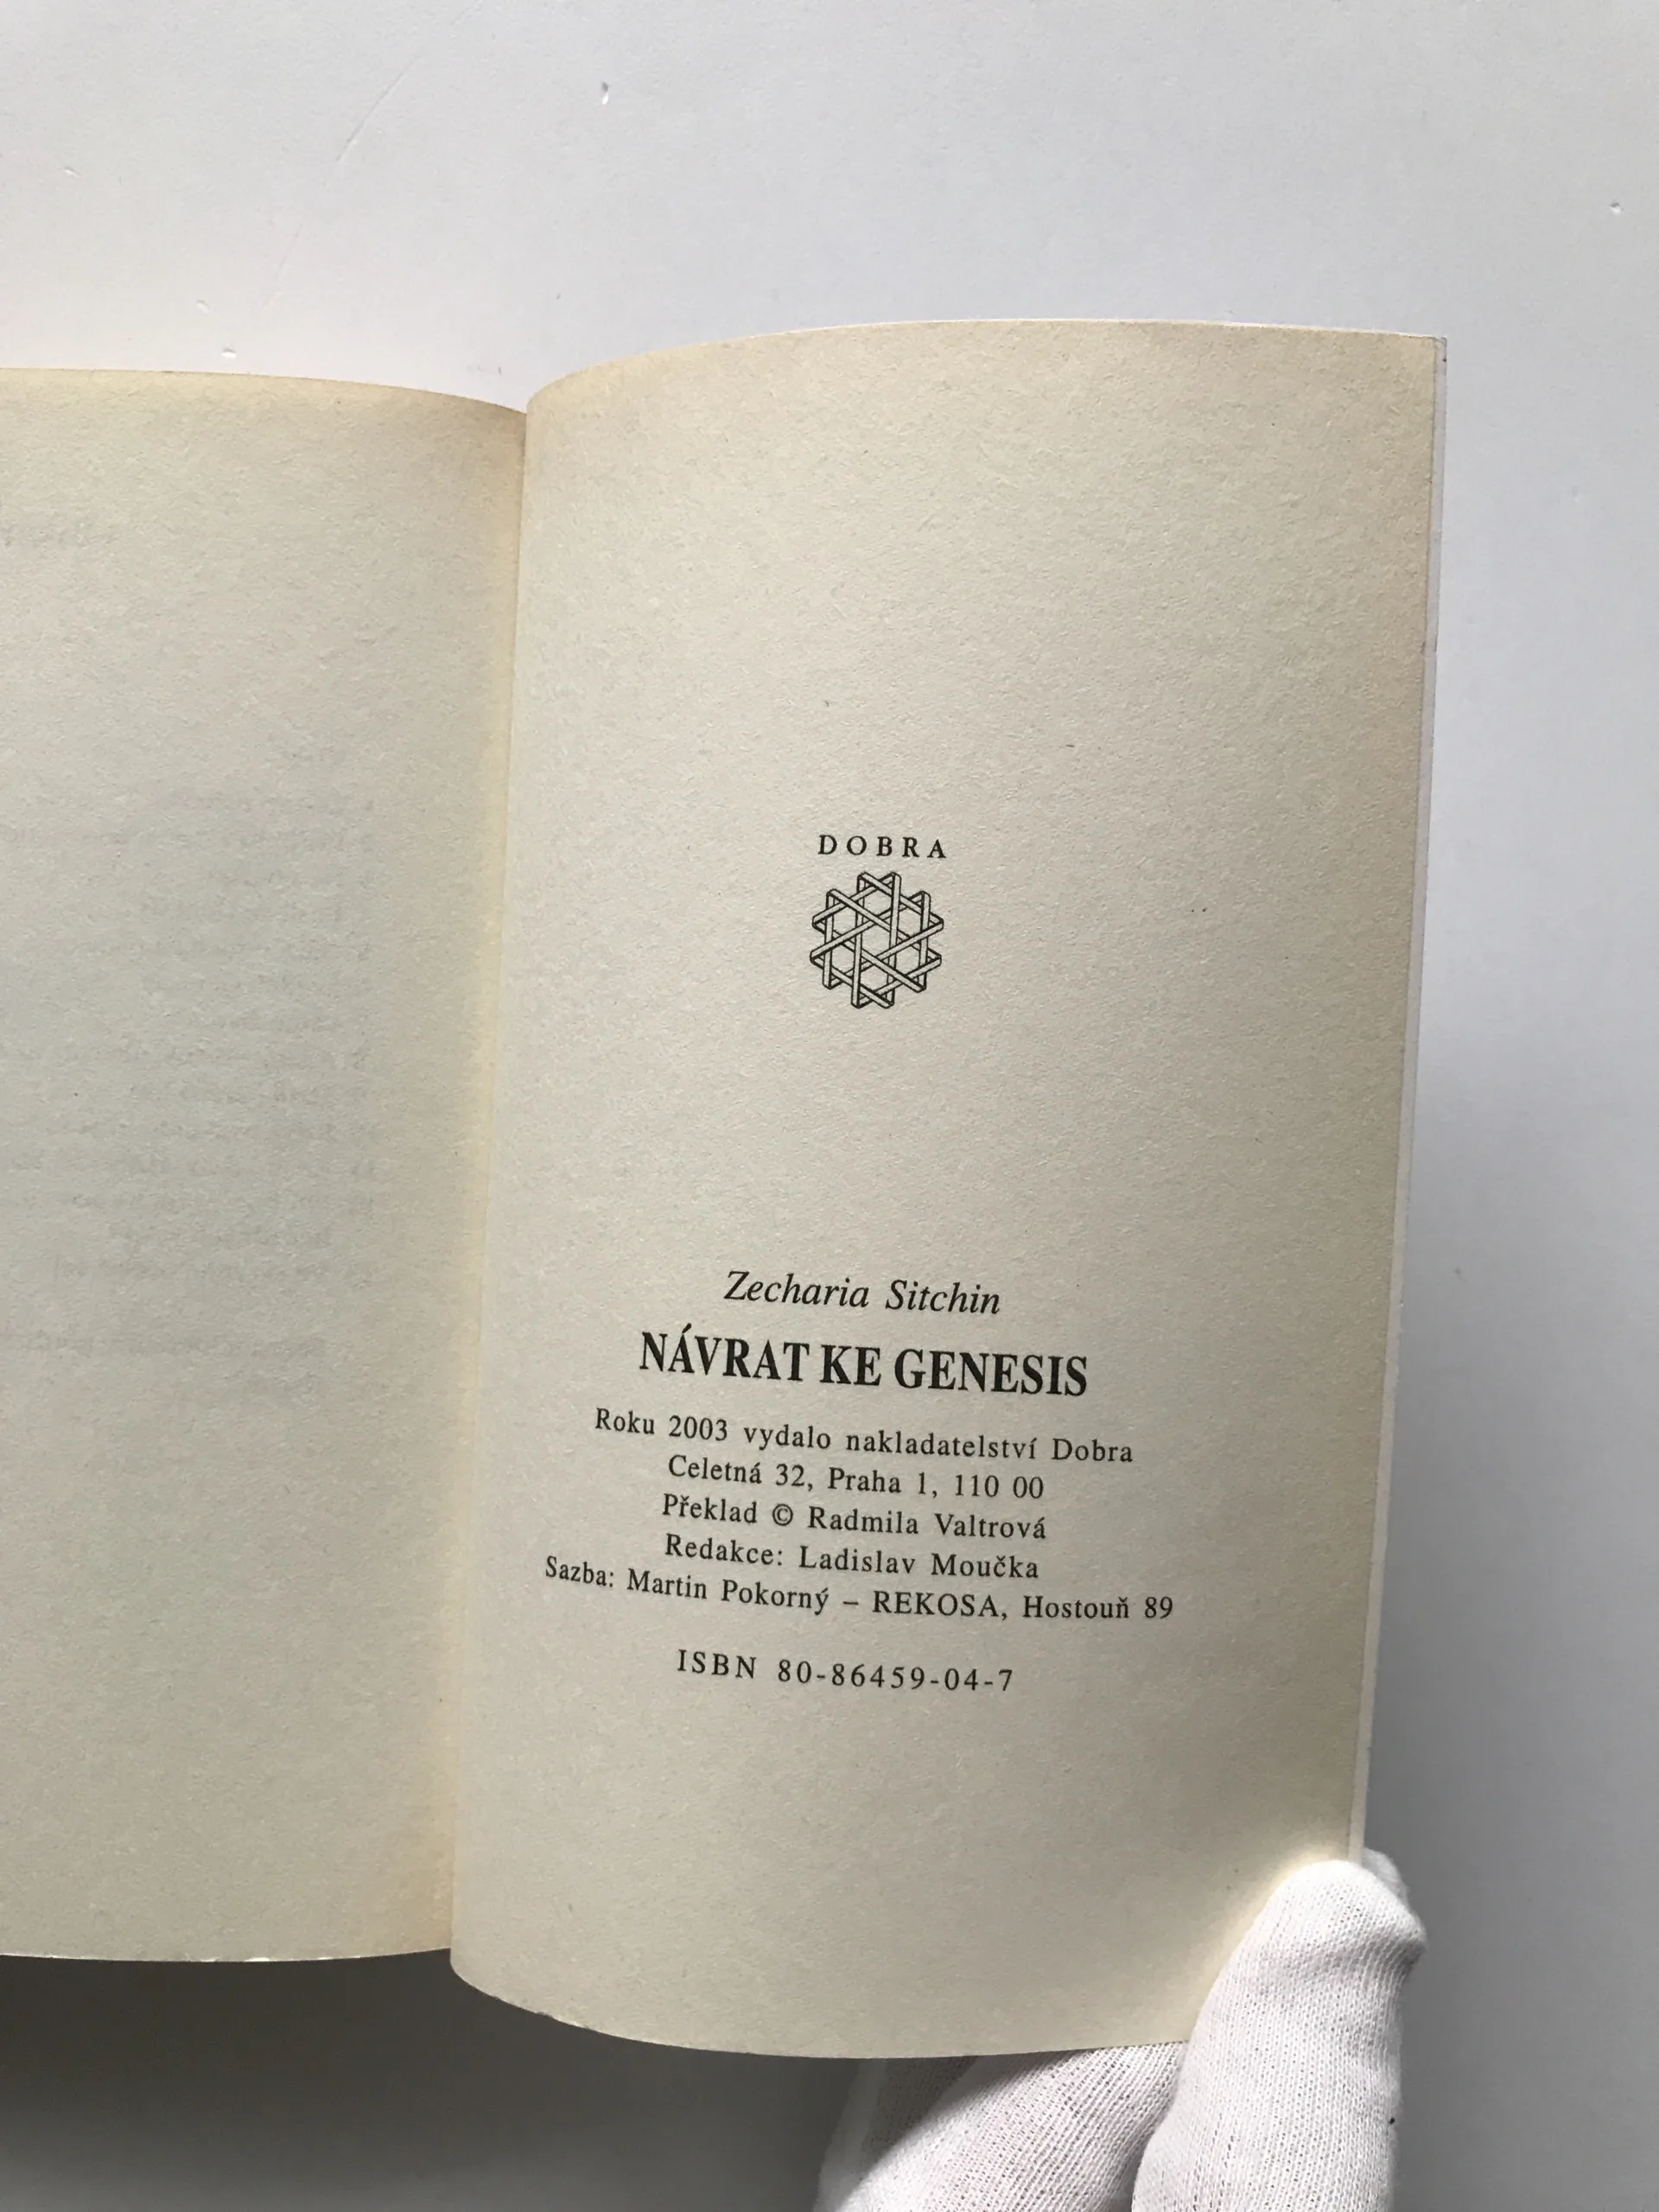 DOBRA
Zecharia Sitchin
NÁVRAT KE GENESIS
Roku 2003 vydalo nakladatelství Dobra
Celetná 32, Praha 1, 110 00
Překlad © Radmila Valtrová
Redakce: Ladislav Moučka
Sazba: Martin Pokorný – REKOSA, Hostouň 89
ISBN 80-86459-04-7